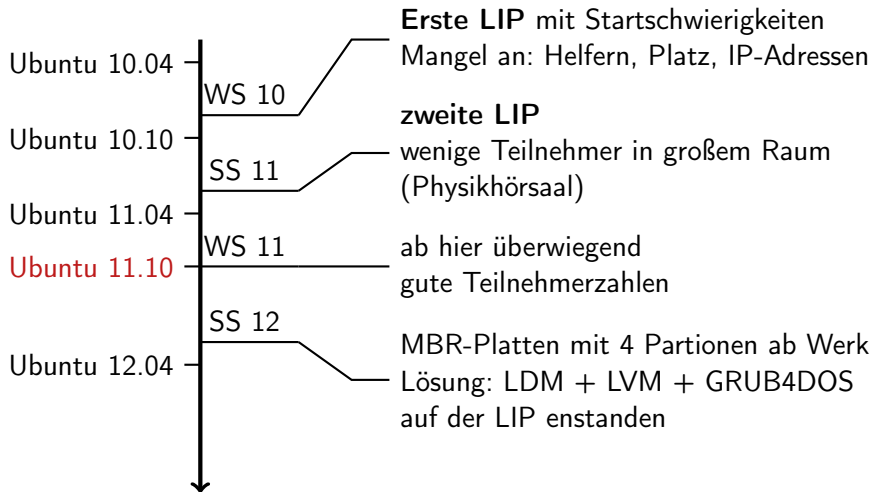 Erste LIP mit Startschwierigkeiten
Ubuntu 10.04
Mangel an: Helfern, Platz, IP-Adressen
WS 10
zweite LIP
Ubuntu 10.10
wenige Teilnehmer in großem Raum
SS 11
(Physikhörsaal)
Ubuntu 11.04
WS 11
ab hier überwiegend
Ubuntu 11.10
gute Teilnehmerzahlen
SS 12
MBR-Platten mit 4 Partionen ab Werk
Ubuntu 12.04
Lösung: LDM + LVM + GRUB4DOS
auf der LIP enstanden